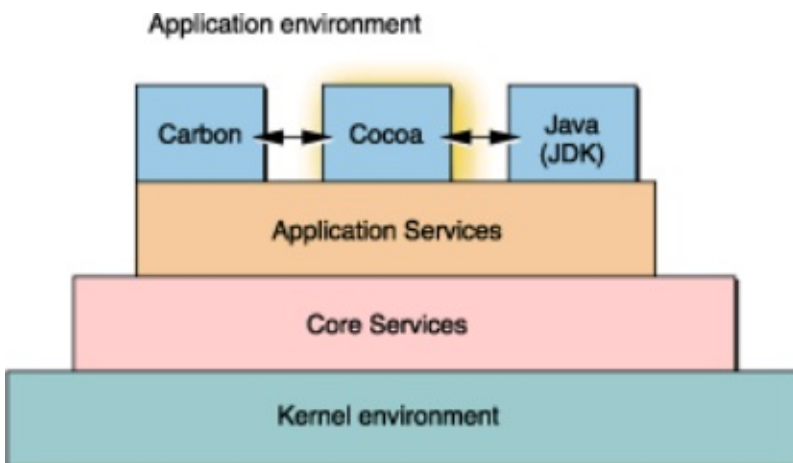 Application environment
Carbon
Cocoa
Java
(JDK)
Application Services
Core Services
Kernel environment